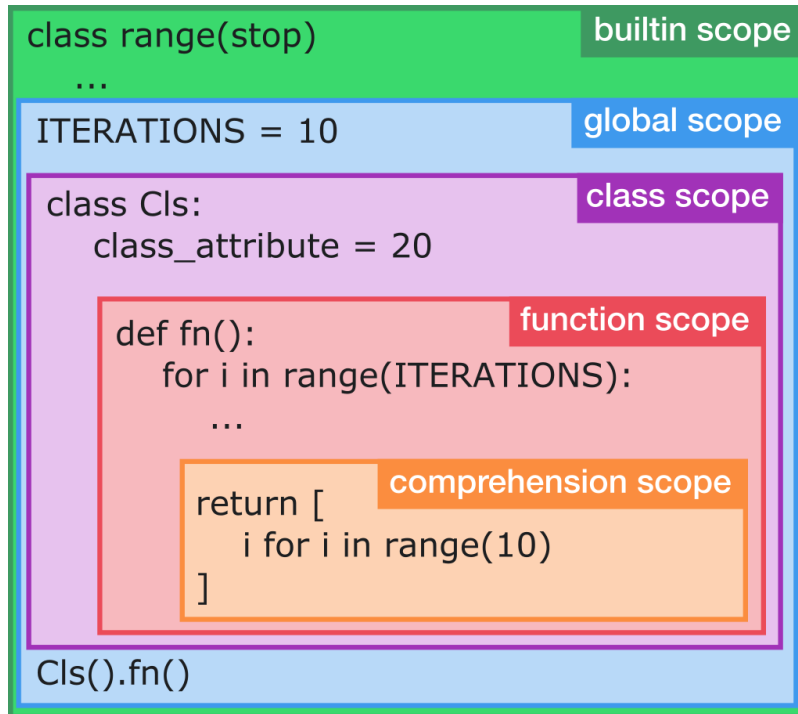 class range(stop)
builtin scope
...
ITERATIONS = 10
global scope
class Cls:
class scope
class_attribute = 20
def fn():
function scope
for i in range(ITERATIONS):
...
return [
comprehension scope
i for i in range(10)
]
Cls().fn()